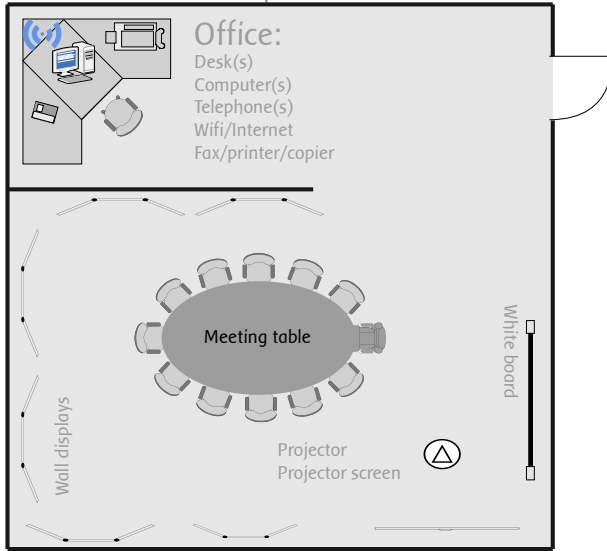 Office:
Desk(s)
Computer(s)
Telephone(s)
Wifi/Internet
Fax/printer/copier
Meeting table
White board
Wall displays
Projector
Projector screen